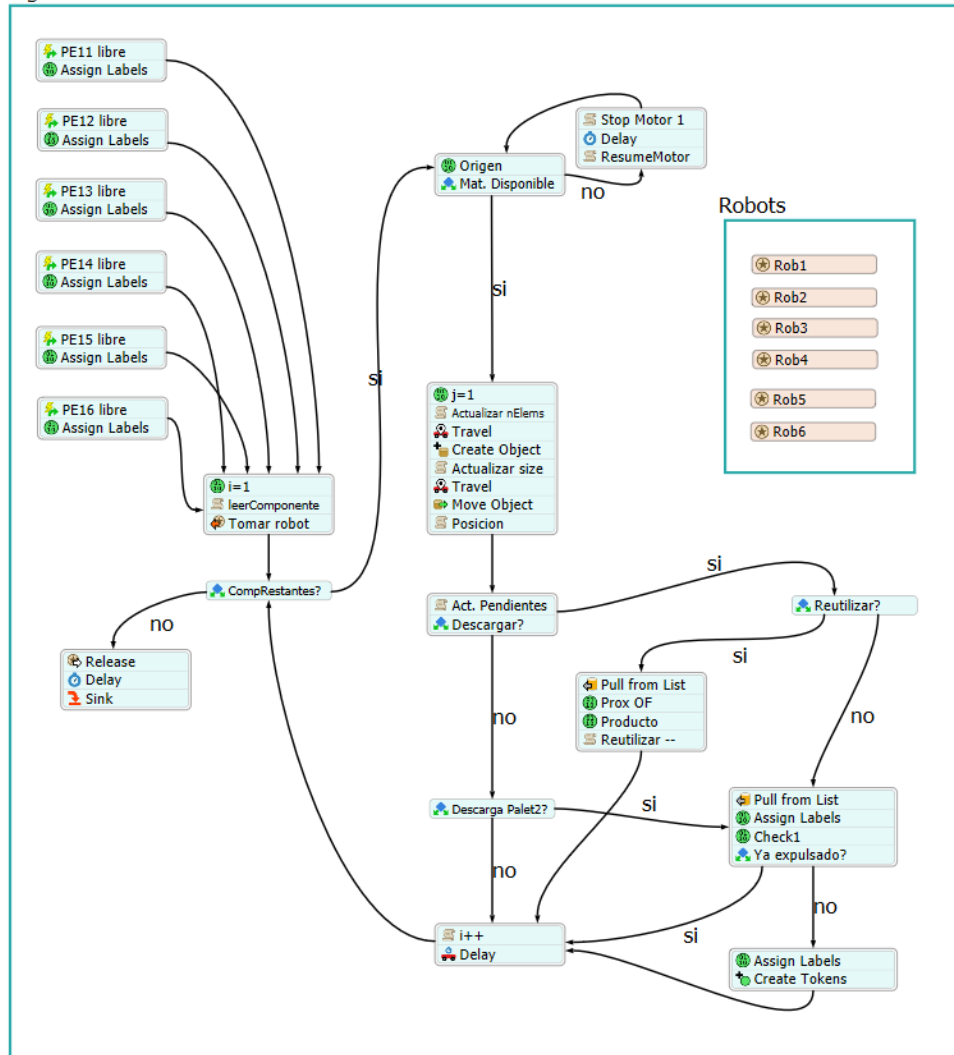 PE11 libre
Assign Labels
PE12 libre
Assign Labels
PE13 libre
Assign Labels
PE14 libre
Assign Labels
PE15 libre
Assign Labels
PE16 libre
Assign Labels
i=1
leerComponente
Tomar robot
CompRestantes?
no
si
Release
Delay
Sink
Origen
Mat. Disponible
no
Stop Motor 1
Delay
ResumeMotor
si
j=1
Actualizar nElems
Travel
Create Object
Actualizar size
Travel
Move Object
Posicion
Act. Pendientes
Descargar?
si
no
Reutilizar?
si
no
Pull from List
Prox OF
Producto
Reutilizar --
Descarga Palet2?
si
no
Pull from List
Assign Labels
Check1
Ya expulsado?
si
no
Assign Labels
Create Tokens
i++
Delay
Robots
Rob1
Rob2
Rob3
Rob4
Rob5
Rob6